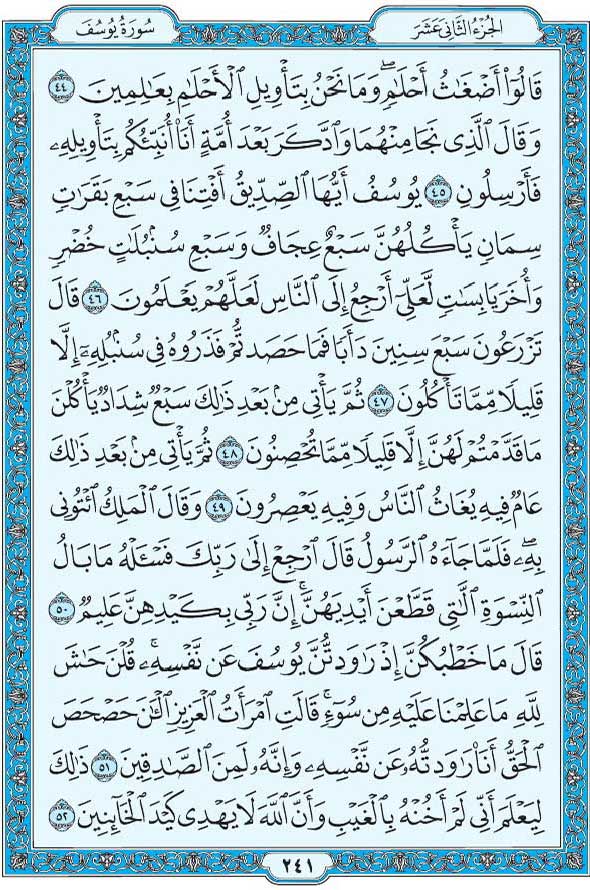 سُورَةُ يُوسُفَ
الجُزْءُ الثَّانِي عَشَرَ
قَالُوٓاْ أَضْغَٰثُ أَحْلَٰمٖۖ وَمَا نَحْنُ بِتَأْوِيلِ ٱلْأَحْلَٰمِ بِعَٰلِمِينَ ٤٤
وَقَالَ ٱلَّذِى نَجَا مِنْهُمَا وَٱدَّكَرَ بَعْدَ أُمَّةٍ أَنَا۠ أُنَبِّئُكُم بِتَأْوِيلِهِۦ
فَأَرْسِلُونِ ٤٥ يُوسُفُ أَيُّهَا ٱلصِّدِّيقُ أَفْتِنَا فِى سَبْعِ بَقَرَٰتٖ
سِمَانٖ يَأْكُلُهُنَّ سَبْعٌ عِجَافٞ وَسَبْعِ سُنۢبُلَٰتٍ خُضْرٖ
وَأُخَرَ يَابِسَٰتٖ لَّعَلِّىٓ أَرْجِعُ إِلَى ٱلنَّاسِ لَعَلَّهُمْ يَعْلَمُونَ ٤٦ قَالَ
تَزْرَعُونَ سَبْعَ سِنِينَ دَأَبٗا فَمَا حَصَدتُّمْ فَذَرُوهُ فِى سُنۢبُلِهِۦٓ إِلَّا
قَلِيلٗا مِّمَّا تَأْكُلُونَ ٤٧ ثُمَّ يَأْتِى مِنۢ بَعْدِ ذَٰلِكَ سَبْعٞ شِدَادٞ يَأْكُلْنَ
مَا قَدَّمْتُمْ لَهُنَّ إِلَّا قَلِيلٗا مِّمَّا تُحْصِنُونَ ٤٨ ثُمَّ يَأْتِى مِنۢ بَعْدِ ذَٰلِكَ
عَامٞ فِيهِ يُغَاثُ ٱلنَّاسُ وَفِيهِ يَعْصِرُونَ ٤٩ وَقَالَ ٱلْمَلِكُ ٱئْتُونِى
بِهِۦۖ فَلَمَّا جَآءَهُ ٱلرَّسُولُ قَالَ ٱرْجِعْ إِلَىٰ رَبِّكَ فَسْـَٔلْهُ مَا بَالُ
ٱلنِّسْوَةِ ٱلَّٰتِى قَطَّعْنَ أَيْدِيَهُنَّۚ إِنَّ رَبِّى بِكَيْدِهِنَّ عَلِيمٞ ٥٠
قَالَ مَا خَطْبُكُنَّ إِذْ رَٰوَدتُّنَّ يُوسُفَ عَن نَّفْسِهِۦۚ قُلْنَ حَٰشَ
لِلَّهِ مَا عَلِمْنَا عَلَيْهِ مِن سُوٓءٖۚ قَالَتِ ٱمْرَأَتُ ٱلْعَزِيزِ ٱلْـَٰٔنَ حَصْحَصَ
ٱلْحَقُّ أَنَا۠ رَٰوَدتُّهُۥ عَن نَّفْسِهِۦ وَإِنَّهُۥ لَمِنَ ٱلصَّٰدِقِينَ ٥١ ذَٰلِكَ
لِيَعْلَمَ أَنِّى لَمْ أَخُنْهُ بِٱلْغَيْبِ وَأَنَّ ٱللَّهَ لَا يَهْدِى كَيْدَ ٱلْخَآئِنِينَ ٥٢
٢٤١